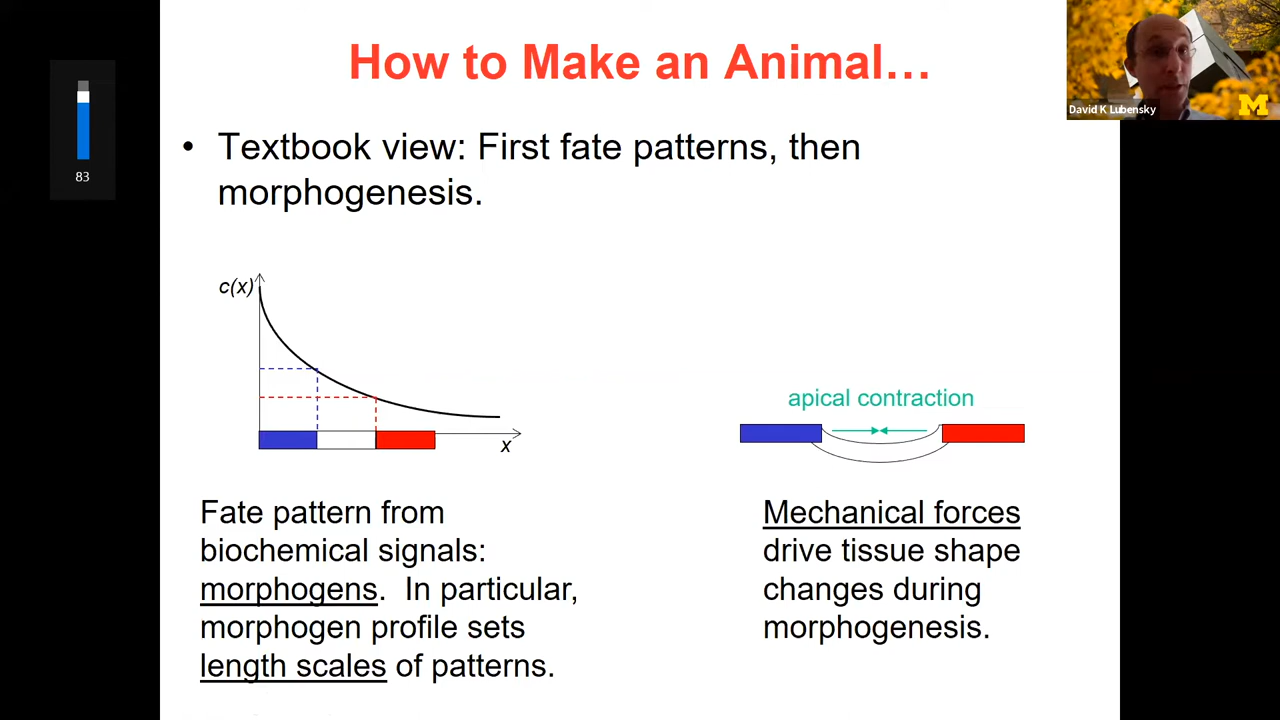 How to Make an Animal…
David K Lubensky
M
83
• Textbook view: First fate patterns, then
morphogenesis.
c(x)
x
apical contraction
Fate pattern from
biochemical signals:
morphogens.  In particular,
morphogen profile sets
length scales of patterns.
Mechanical forces
drive tissue shape
changes during
morphogenesis.